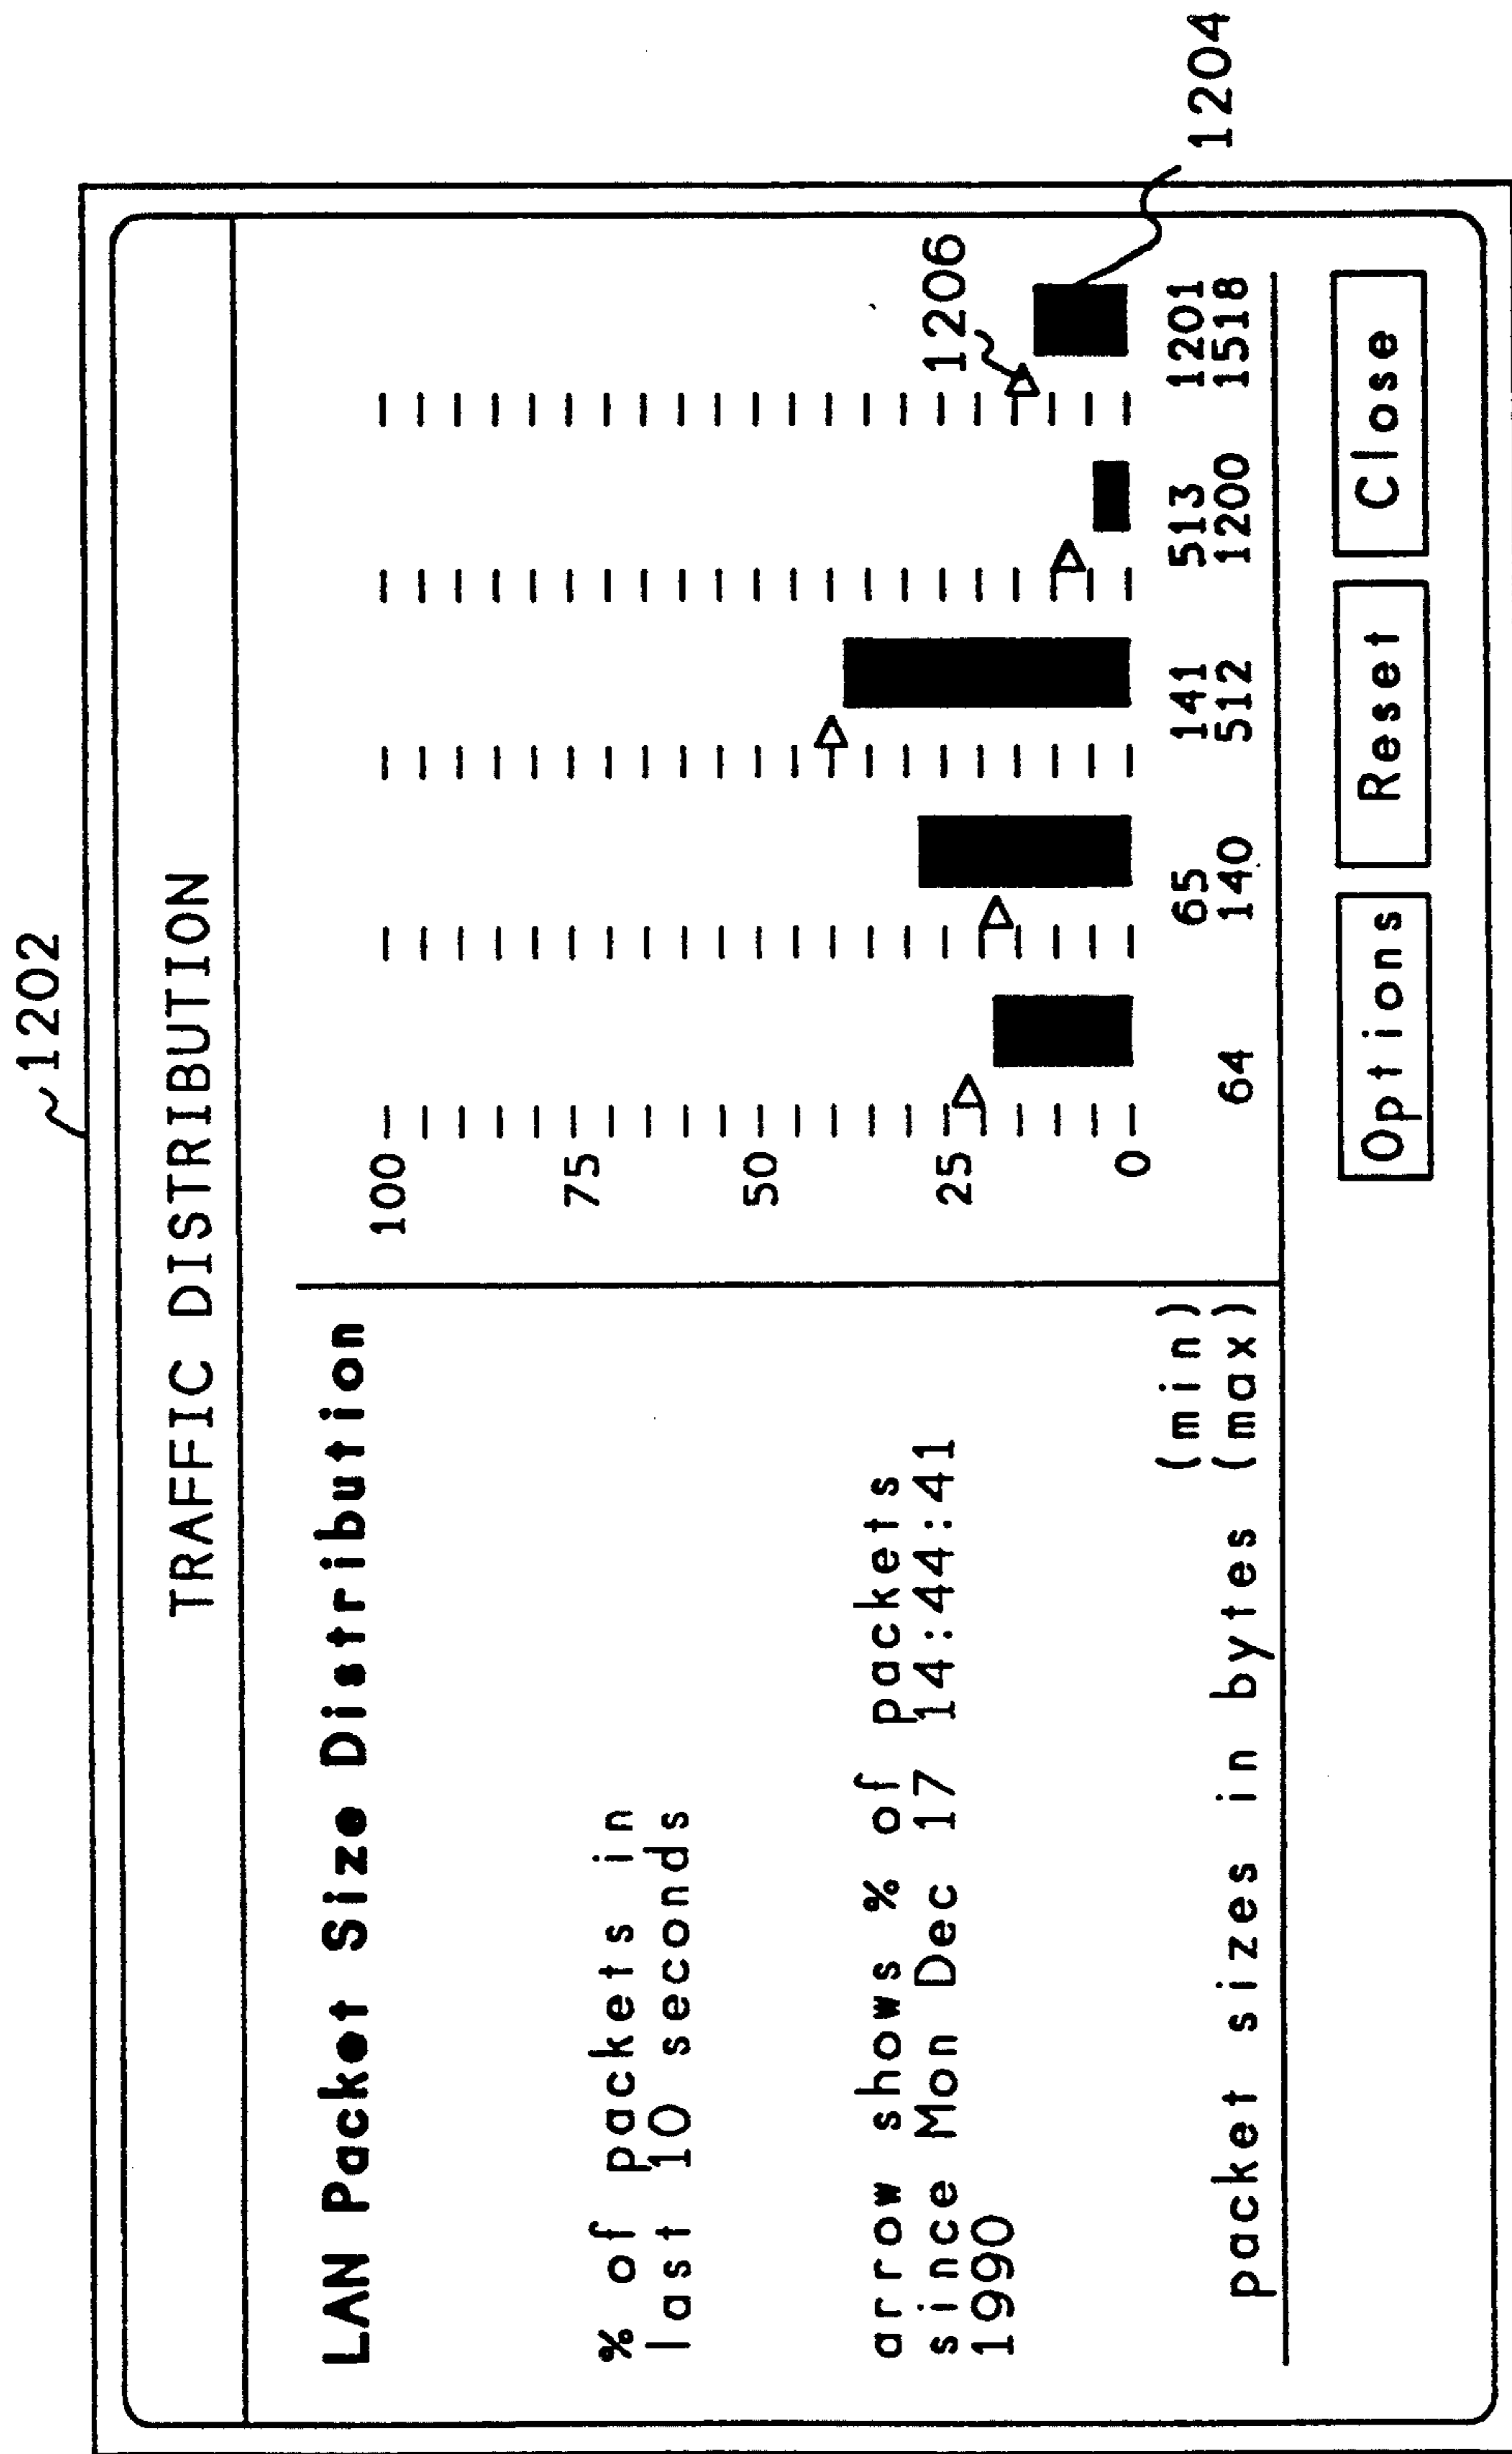 1202
TRAFFIC DISTRIBUTION
LAN Packet Size Distribution
% of packets in
last 10 seconds
arrow shows % of packets
since Mon Dec 17 14:44:41
1990
100
75
50
25
0
1206
1204
packet sizes in bytes
(min) 65 141 513 1201
(max) 64 140 512 1200 1518
Options
Reset
Close